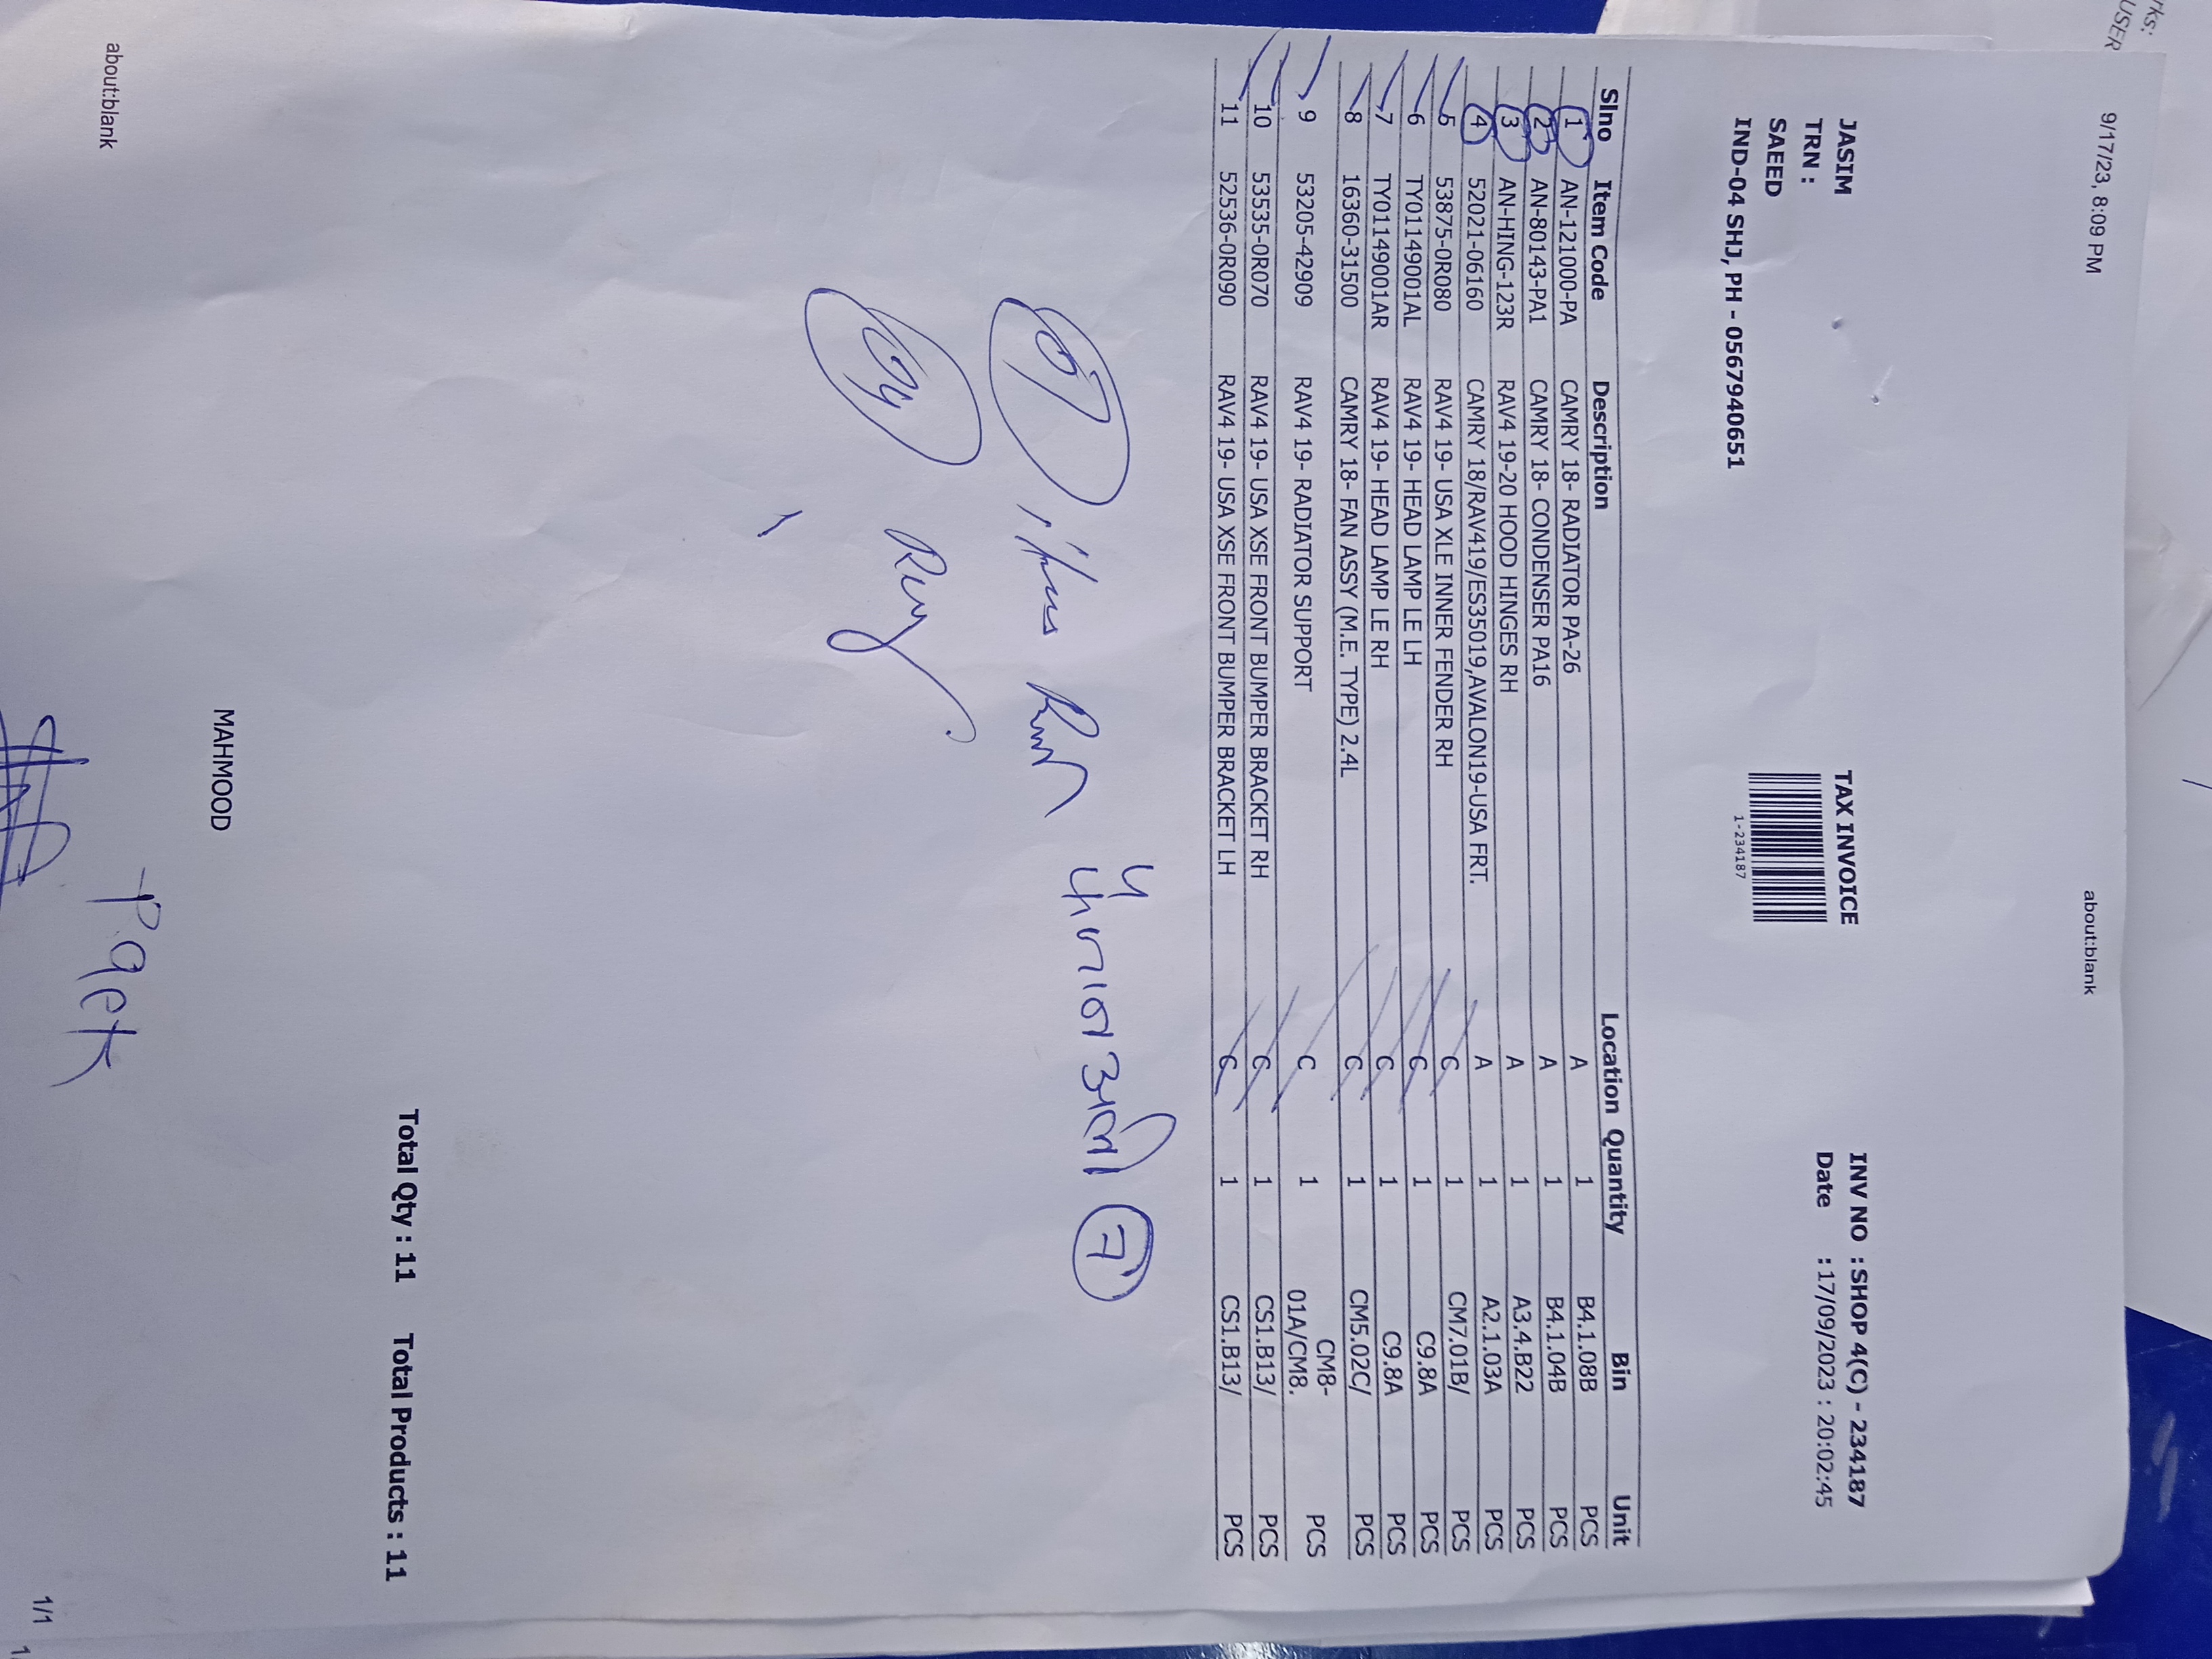 9/17/23, 8:09 PM about:blank
JASIM TAX INVOICE INV NO : SHOP 4(C) - 234187
TRN : Date : 17/09/2023 : 20:02:45
SAEED
1-234187
IND-04 SHJ, PH - 0567940651
Slno Item Code Description Location Quantity Bin Unit
1 AN-121000-PA CAMRY 18- RADIATOR PA-26 A 1 B4.1.08B PCS
2 AN-80143-PA1 CAMRY 18- CONDENSER PA16 A 1 B4.1.04B PCS
3 AN-HING-123R RAV4 19-20 HOOD HINGES RH A 1 A3.4.B22 PCS
4 52021-06160 CAMRY 18/RAV419/ES35019,AVALON19-USA FRT. A 1 A2.1.03A PCS
5 53875-0R080 RAV4 19- USA XLE INNER FENDER RH C 1 CM7.01B/ PCS
6 TY01149001AL RAV4 19- HEAD LAMP LE LH C 1 C9.8A PCS
7 TY01149001AR RAV4 19- HEAD LAMP LE RH C 1 C9.8A PCS
8 16360-31500 CAMRY 18- FAN ASSY (M.E. TYPE) 2.4L C 1 CM5.02C/ PCS
CM8-
9 53205-42909 RAV4 19- RADIATOR SUPPORT C 1 01A/CM8. PCS
10 53535-0R070 RAV4 19- USA XSE FRONT BUMPER BRACKET RH C 1 CS1.B13/ PCS
11 52536-0R090 RAV4 19- USA XSE FRONT BUMPER BRACKET LH C 1 CS1.B13/ PCS
7
Total Qty : 11 Total Products : 11
MAHMOOD
about:blank 1/1
rks:
USER